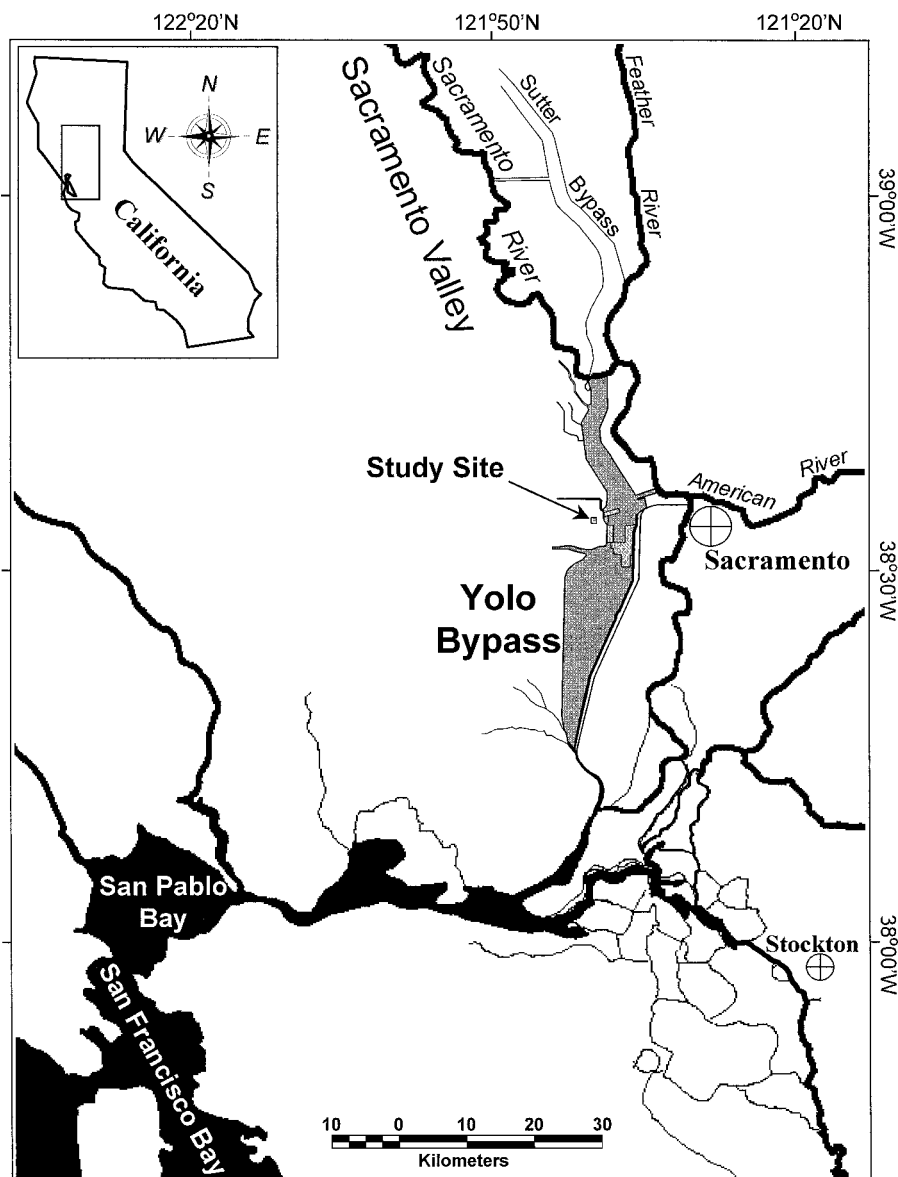 122°20'N
121°50'N
121°20'N
N
W
E
S
California
Sacramento Valley
Sacramento
River
Sutter
Bypass
Feather
River
39°00'W
Study Site
American
River
Sacramento
38°30'W
Yolo
Bypass
San Pablo
Bay
San Francisco Bay
Stockton
38°00'W
10 0 10 20 30
Kilometers